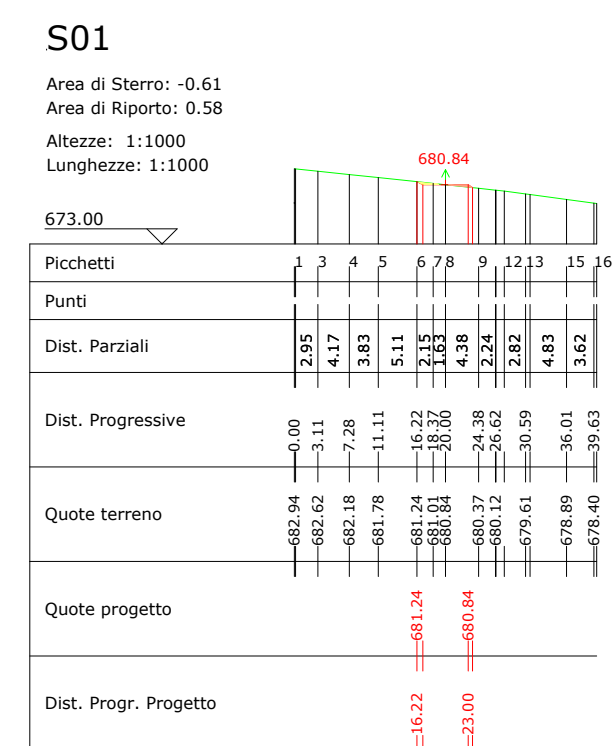 S01
Area di Sterro: -0.61
Area di Riporto: 0.58
Altezze: 1:1000
Lunghezze: 1:1000
680.84
673.00
Picchetti 1 3 4 5 6 7 8 9 12 13 15 16
Punti
Dist. Parziali 2.95 4.17 3.83 5.11 2.15 1.63 4.38 2.24 2.82 4.83 3.62
Dist. Progressive 0.00 3.11 7.28 11.11 16.22 18.37 20.00 24.38 26.62 30.59 36.01 39.63
Quote terreno 682.94 682.62 682.18 681.78 681.24 681.01 680.84 680.37 680.12 679.61 678.89 678.40
Quote progetto 681.24 680.84
Dist. Progr. Progetto 16.22 23.00